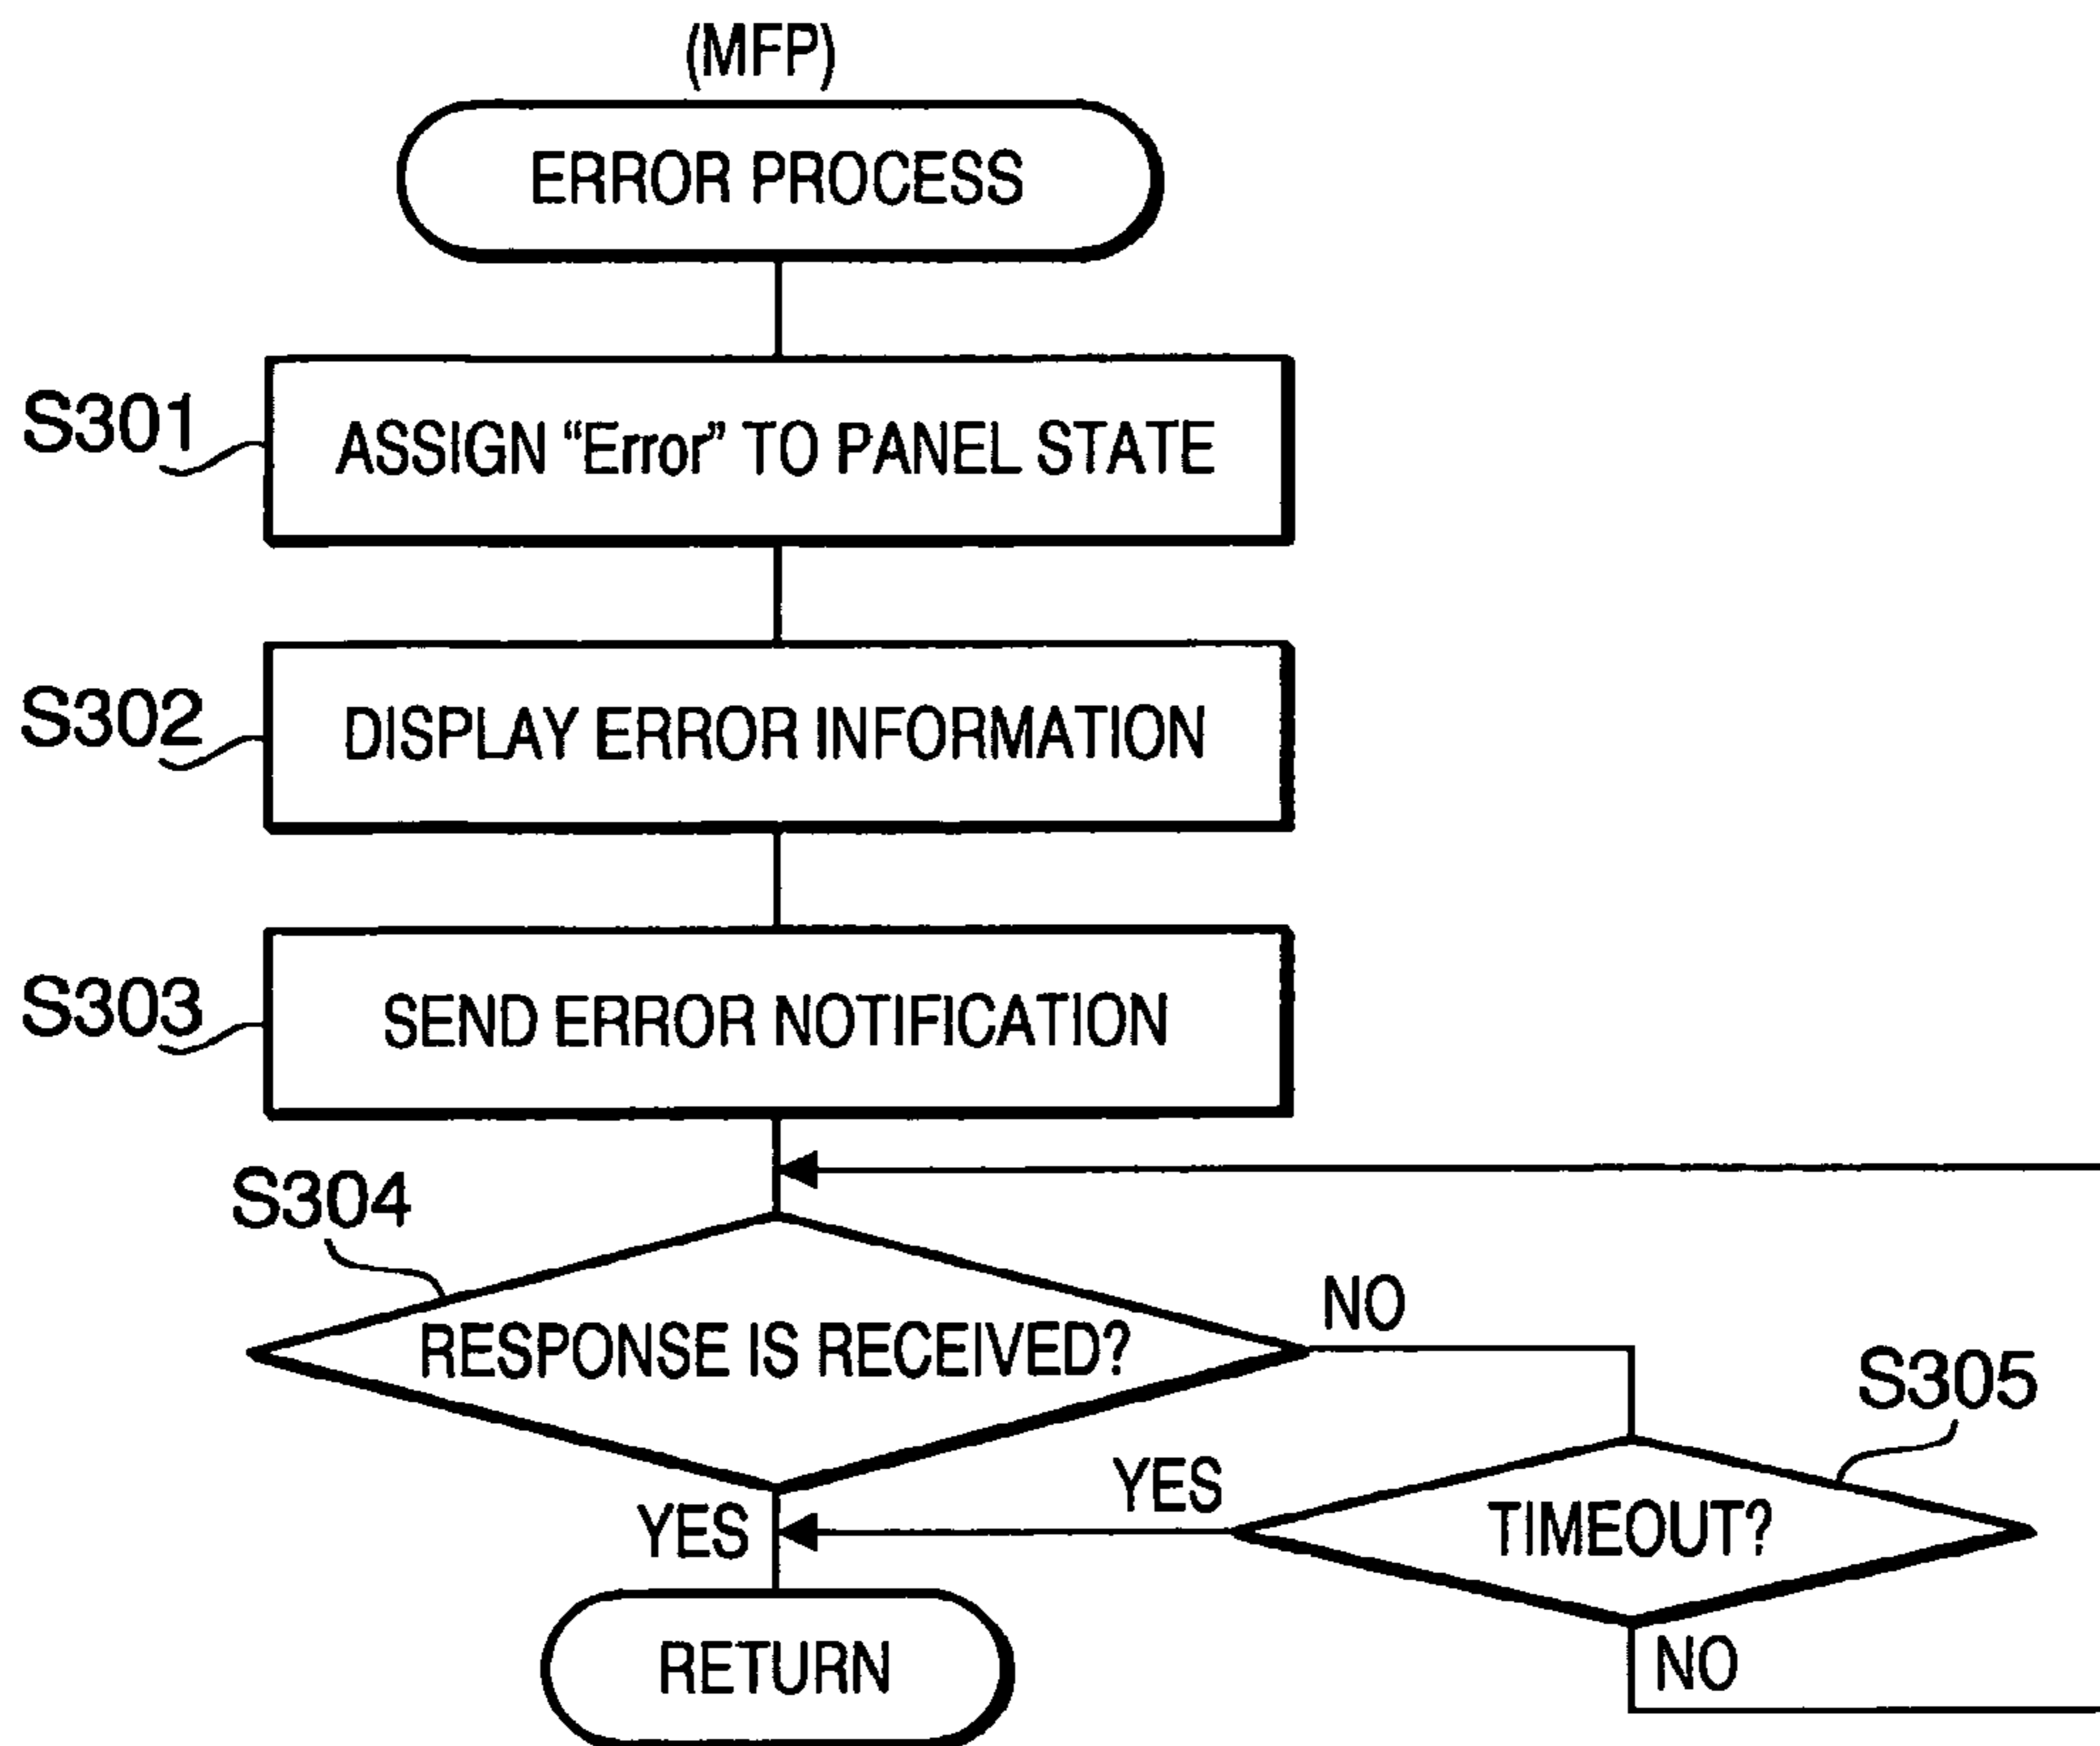 (MFP)
ERROR PROCESS
S301
ASSIGN “Error” TO PANEL STATE
S302
DISPLAY ERROR INFORMATION
S303
SEND ERROR NOTIFICATION
S304
RESPONSE IS RECEIVED?
NO
S305
YES
TIMEOUT?
YES
NO
RETURN